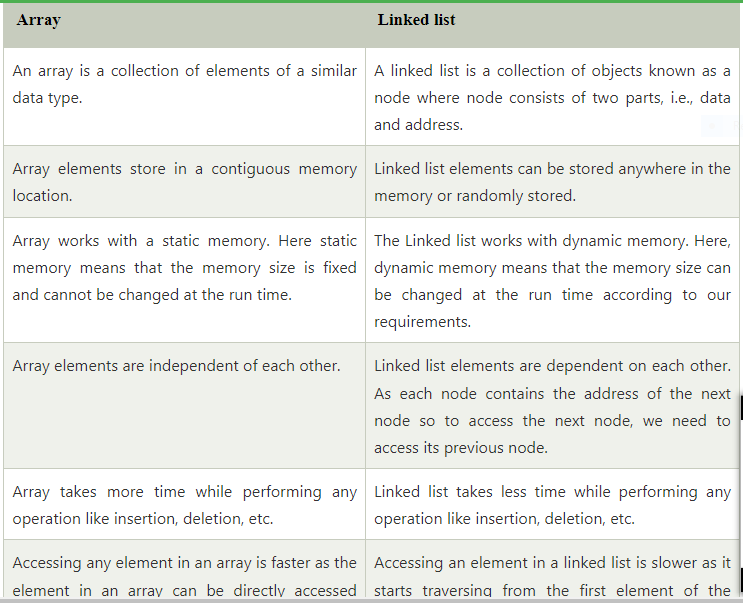 Array
Linked list
An array is a collection of elements of a similar
data type.
A linked list is a collection of objects known as a
node where node consists of two parts, i.e., data
and address.
Array elements store in a contiguous memory
location.
Linked list elements can be stored anywhere in the
memory or randomly stored.
Array works with a static memory. Here static
memory means that the memory size is fixed
and cannot be changed at the run time.
The Linked list works with dynamic memory. Here,
dynamic memory means that the memory size can
be changed at the run time according to our
requirements.
Array elements are independent of each other.
Linked list elements are dependent on each other.
As each node contains the address of the next
node so to access the next node, we need to
access its previous node.
Array takes more time while performing any
operation like insertion, deletion, etc.
Linked list takes less time while performing any
operation like insertion, deletion, etc.
Accessing any element in an array is faster as the
element in an array can be directly accessed
Accessing an element in a linked list is slower as it
starts traversing from the first element of the